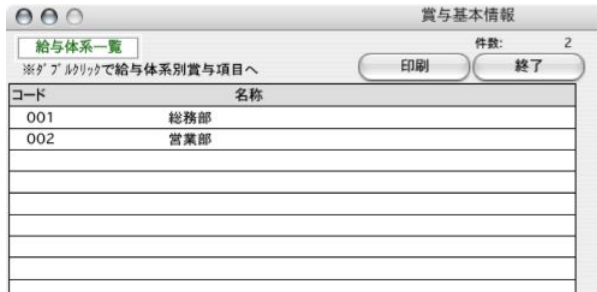 賞与基本情報
給与体系一覧
件数: 2
※ﾀﾞﾌﾞﾙｸﾘｯｸで給与体系別賞与項目へ
印刷 終了
コード 名称
001 総務部
002 営業部